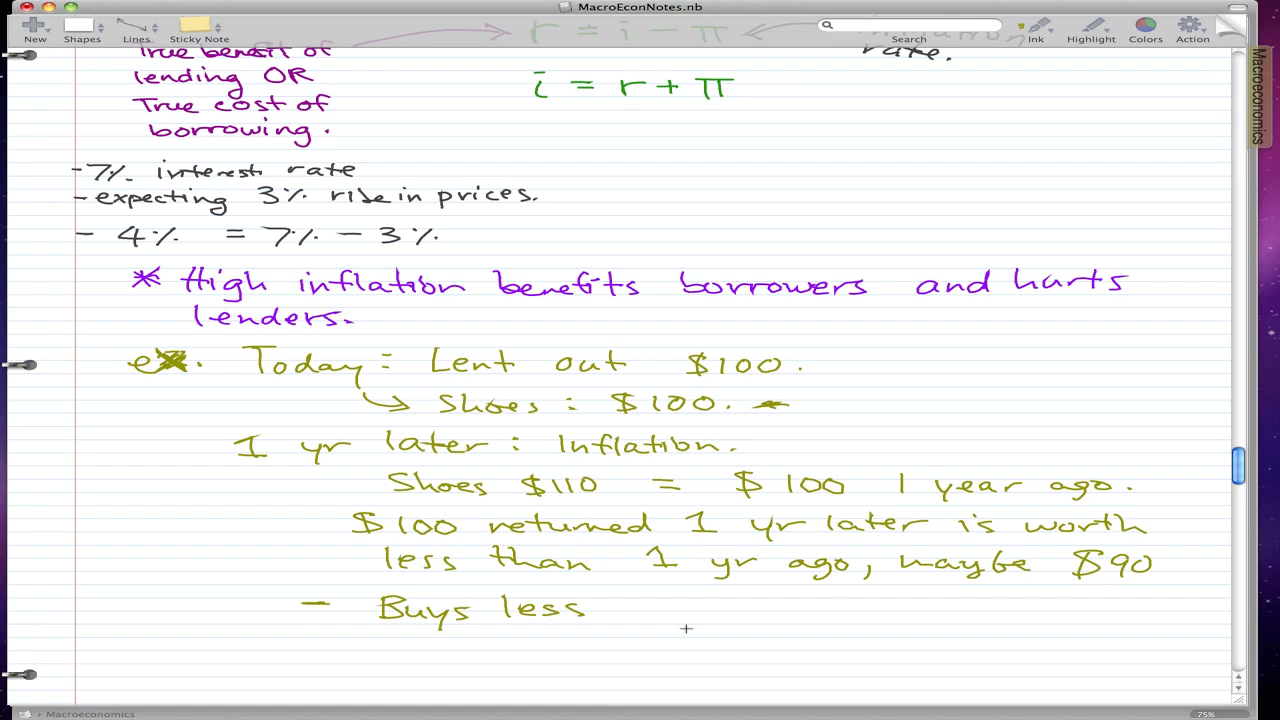 MacroEconNotes.nb
New Shapes Lines Sticky Note Search Ink Highlight Colors Action
r = i - π
True benefit of
lending OR
True cost of
borrowing.
rate.
i = r + π
- 7% interest rate
- expecting 3% rise in prices.
- 4% = 7% - 3%
* High inflation benefits borrowers and hurts
lenders.
ex. Today: Lent out $100.
↳ Shoes: $100. ←
1 yr later: Inflation.
Shoes $110 = $100 1 year ago.
$100 returned 1 yr later is worth
less than 1 yr ago, maybe $90
- Buys less
Macroeconomics
› Macroeconomics
75%